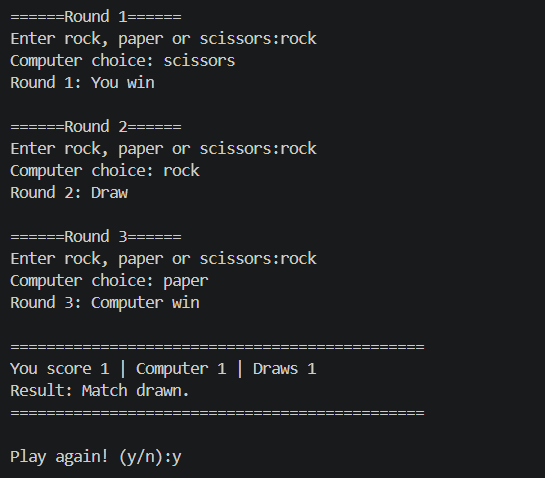 ======Round 1======
Enter rock, paper or scissors:rock
Computer choice: scissors
Round 1: You win
======Round 2======
Enter rock, paper or scissors:rock
Computer choice: rock
Round 2: Draw
======Round 3======
Enter rock, paper or scissors:rock
Computer choice: paper
Round 3: Computer win
==============================================
You score 1 | Computer 1 | Draws 1
Result: Match drawn.
==============================================
Play again! (y/n):y